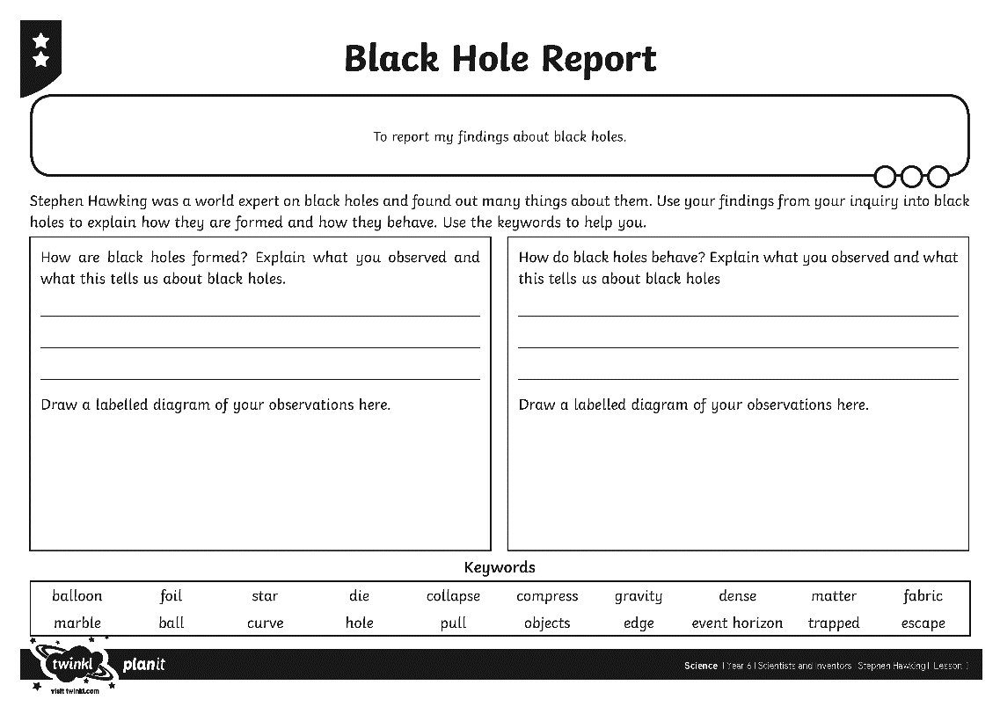 Black Hole Report
To report my findings about black holes.
Stephen Hawking was a world expert on black holes and found out many things about them. Use your findings from your inquiry into black
holes to explain how they are formed and how they behave. Use the keywords to help you.
How are black holes formed? Explain what you observed and
what this tells us about black holes.
Draw a labelled diagram of your observations here.
How do black holes behave? Explain what you observed and what
this tells us about black holes
Draw a labelled diagram of your observations here.
Keywords
balloon foil star die collapse compress gravity dense matter fabric
marble ball curve hole pull objects edge event horizon trapped escape
twinkl planit
visit twinkl.com
Science | Year 6 | Scientists and Inventors | Stephen Hawking | Lesson 1